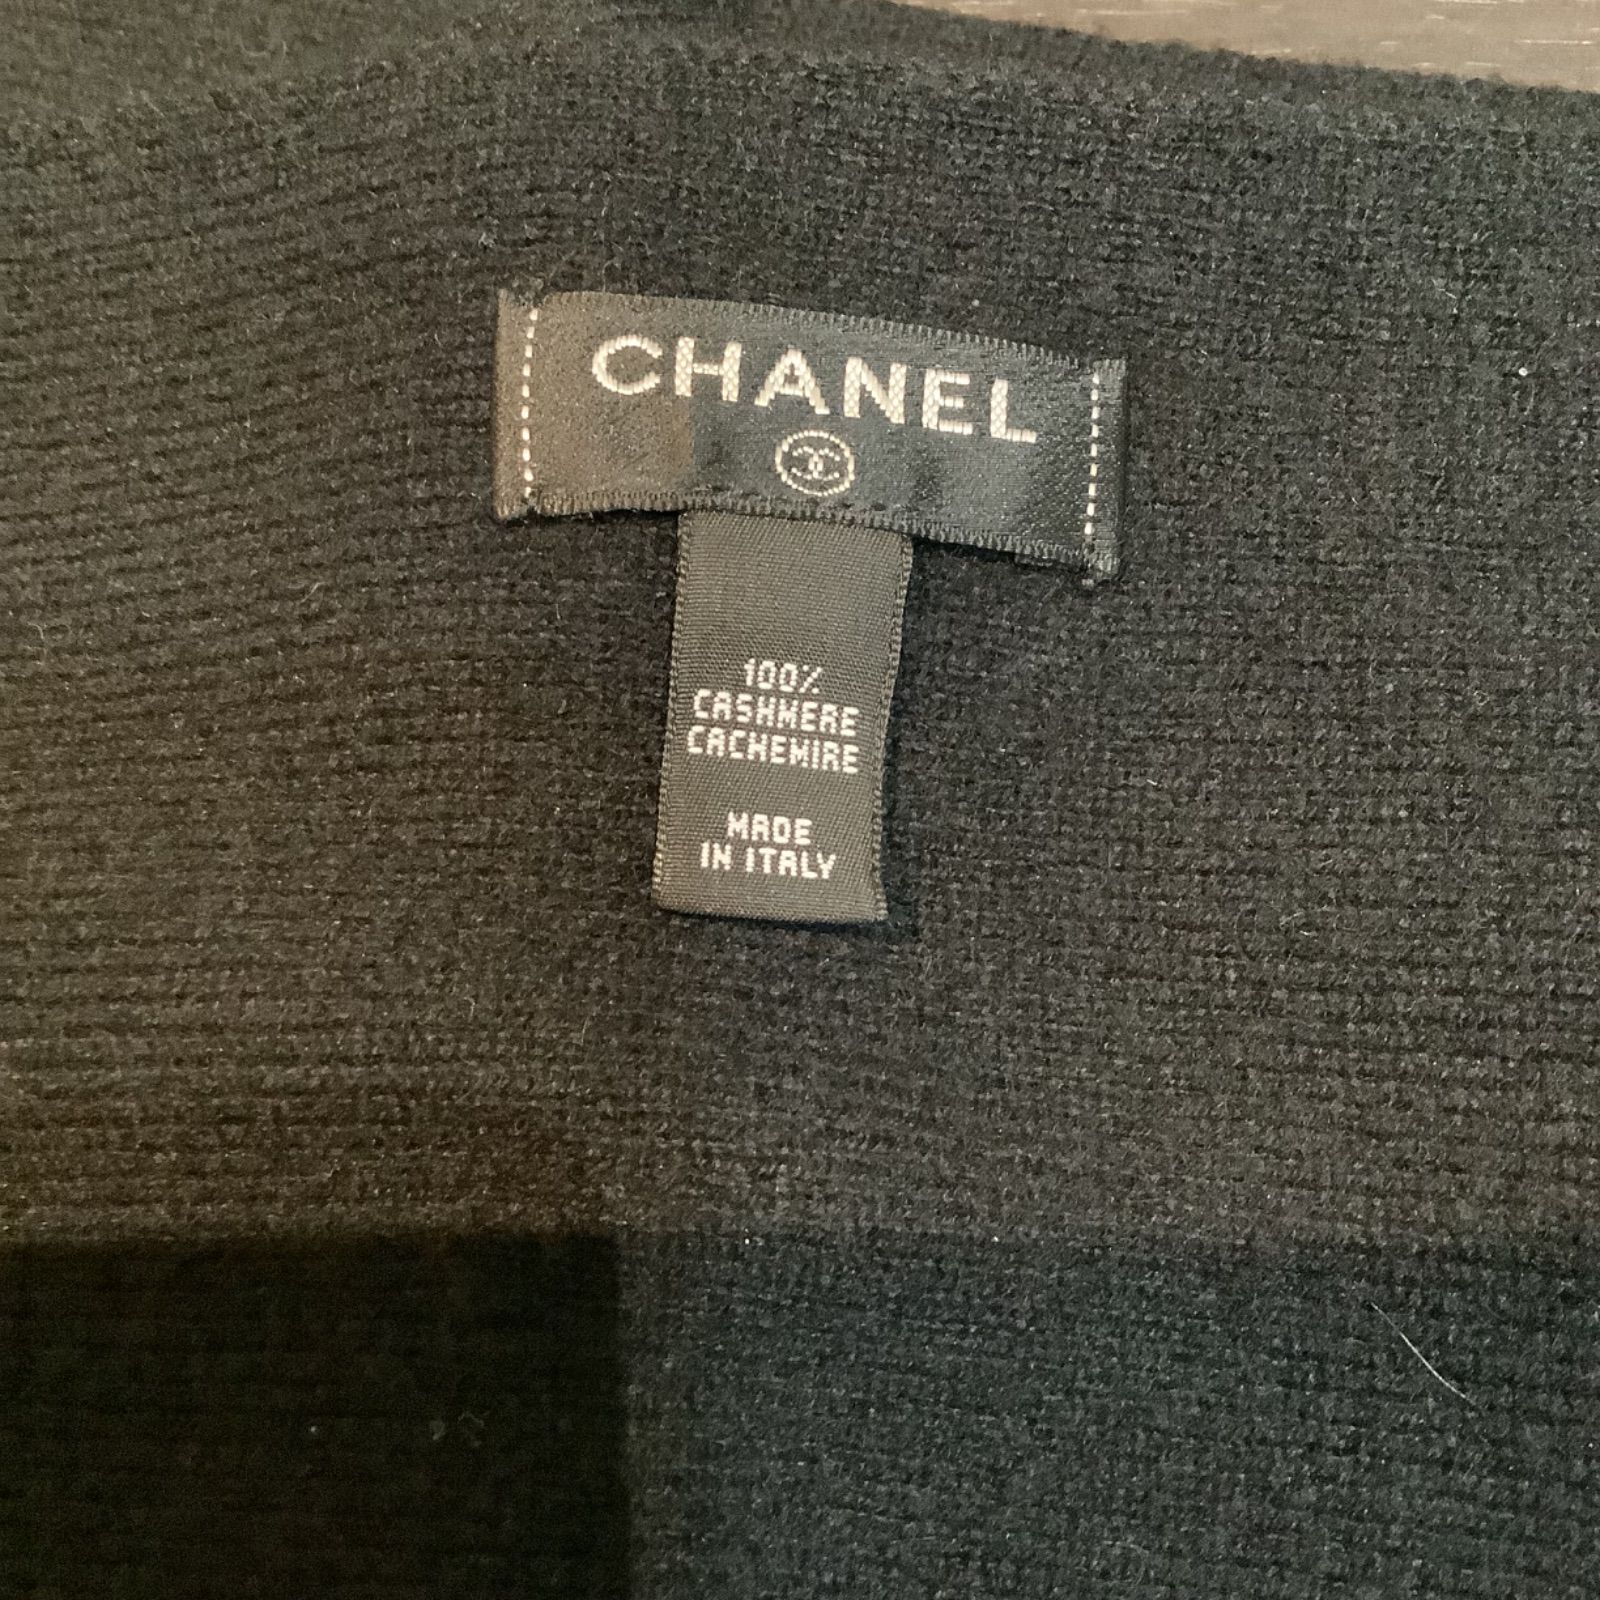 CHANEL
100%
CASHMERE
CACHEMIRE
MADE
IN ITALY